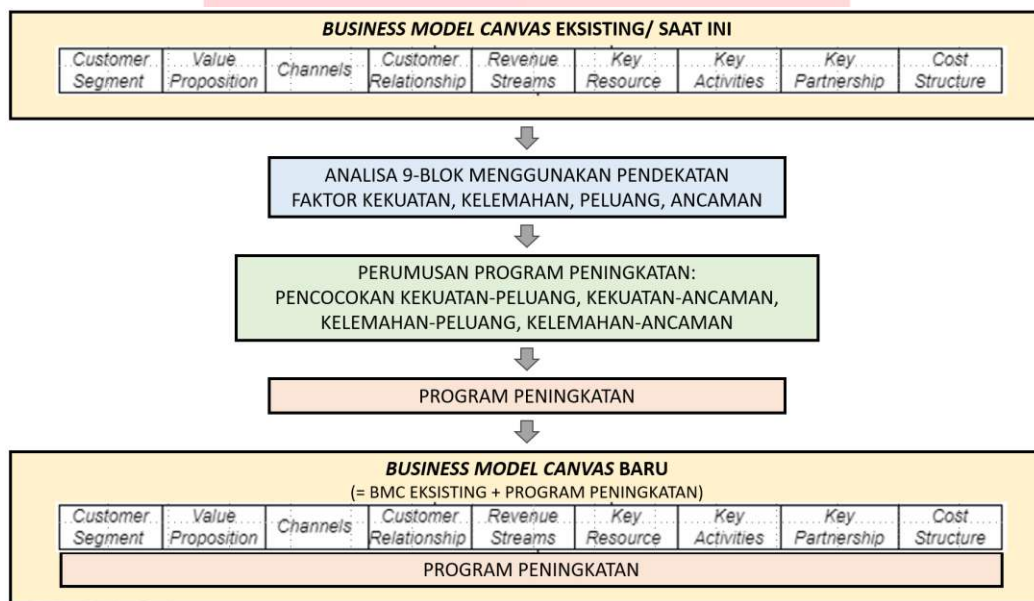 BUSINESS MODEL CANVAS EKSISTING/ SAAT INI
Customer Segment
Value Proposition
Channels
Customer Relationship
Revenue Streams
Key Resource
Key Activities
Key Partnership
Cost Structure
ANALISA 9-BLOK MENGGUNAKAN PENDEKATAN
FAKTOR KEKUATAN, KELEMAHAN, PELUANG, ANCAMAN
PERUMUSAN PROGRAM PENINGKATAN:
PENCOCOKAN KEKUATAN-PELUANG, KEKUATAN-ANCAMAN,
KELEMAHAN-PELUANG, KELEMAHAN-ANCAMAN
PROGRAM PENINGKATAN
BUSINESS MODEL CANVAS BARU
(= BMC EKSISTING + PROGRAM PENINGKATAN)
Customer Segment
Value Proposition
Channels
Customer Relationship
Revenue Streams
Key Resource
Key Activities
Key Partnership
Cost Structure
PROGRAM PENINGKATAN